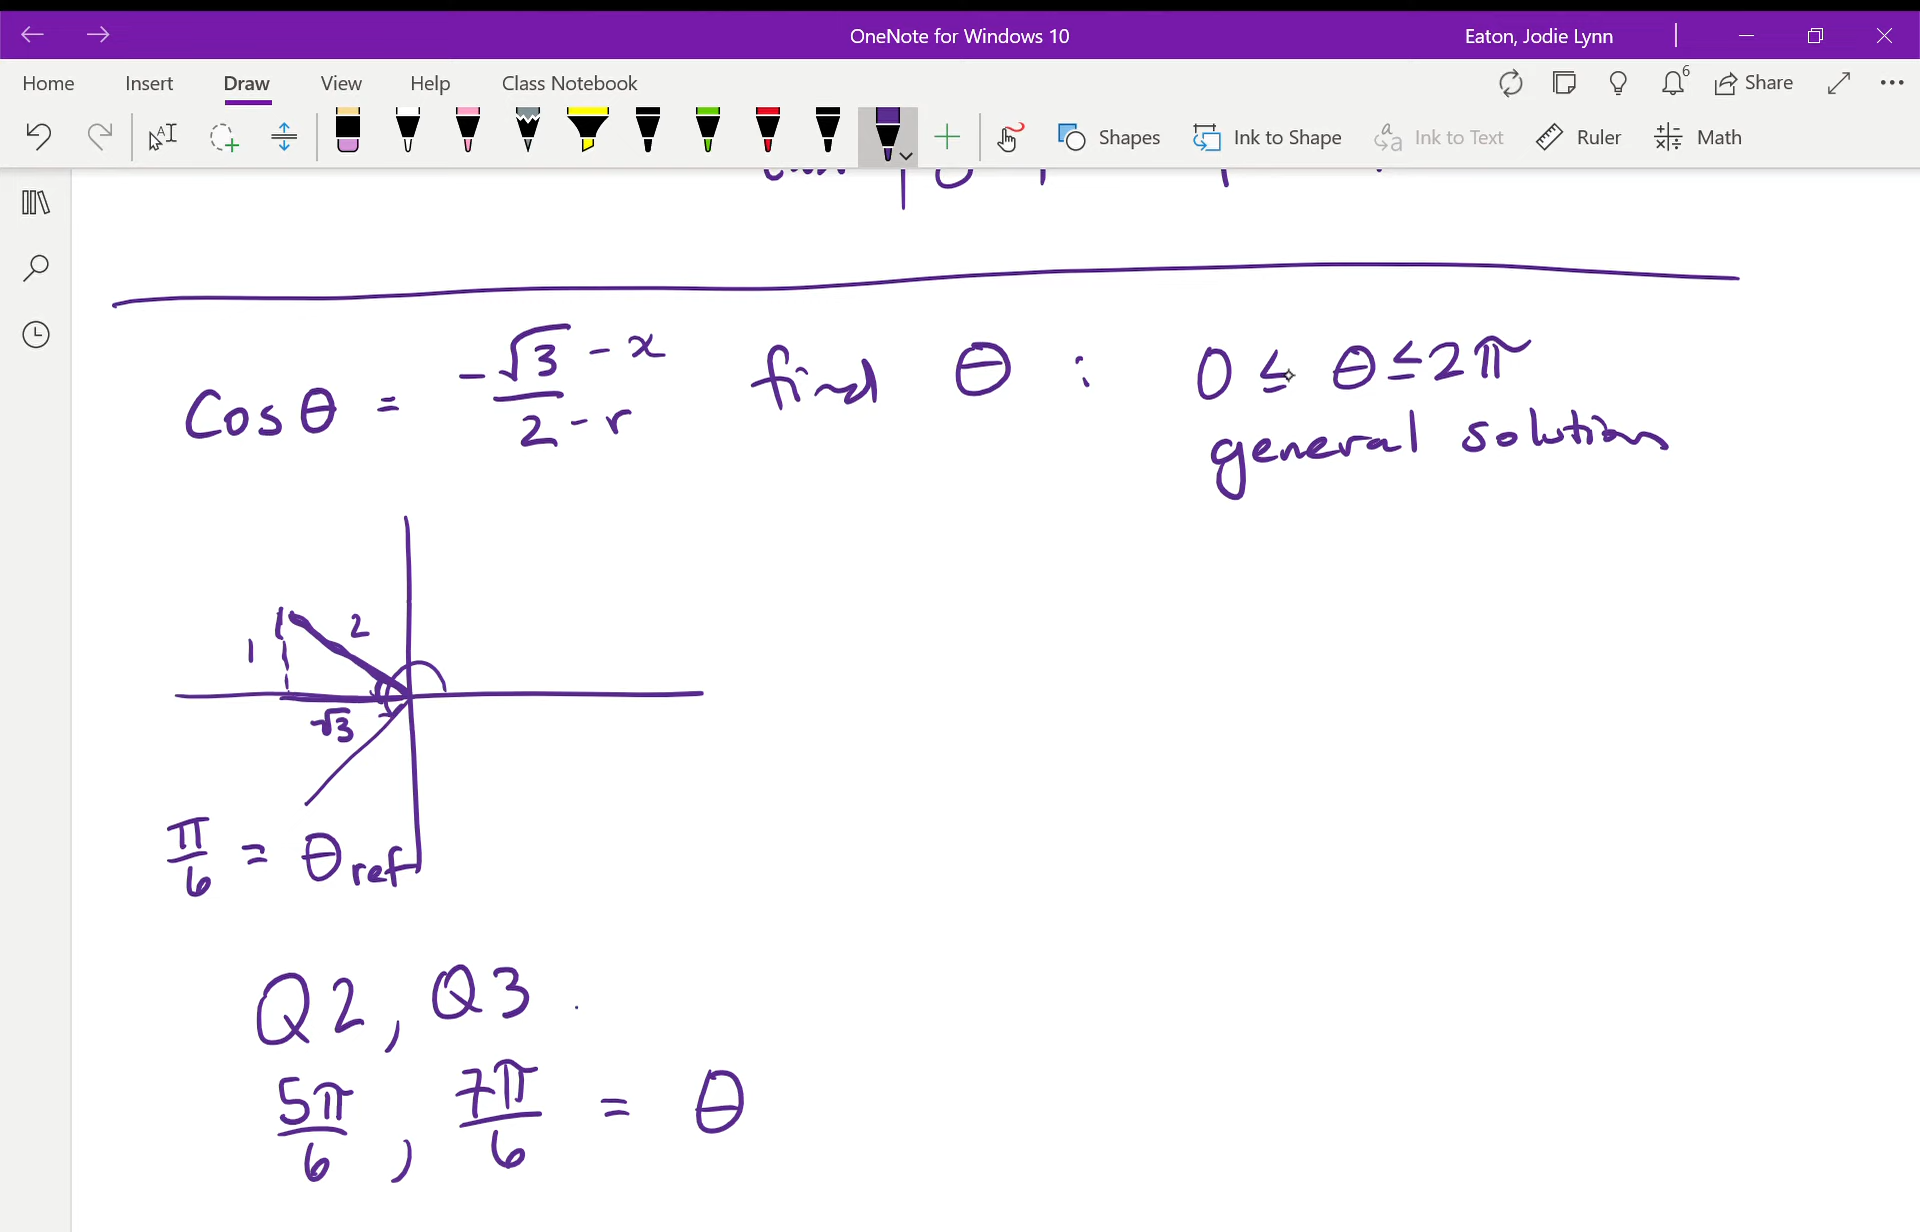 OneNote for Windows 10
Eaton, Jodie Lynn
Home Insert Draw View Help Class Notebook
6 Share
Shapes Ink to Shape Ink to Text Ruler Math
Cos θ = -√3/2 - x - r find θ : 0 ≤ θ ≤ 2π
general solution
1 2
√3
π/6 = θ ref
Q2, Q3
5π/6, 7π/6 = θ